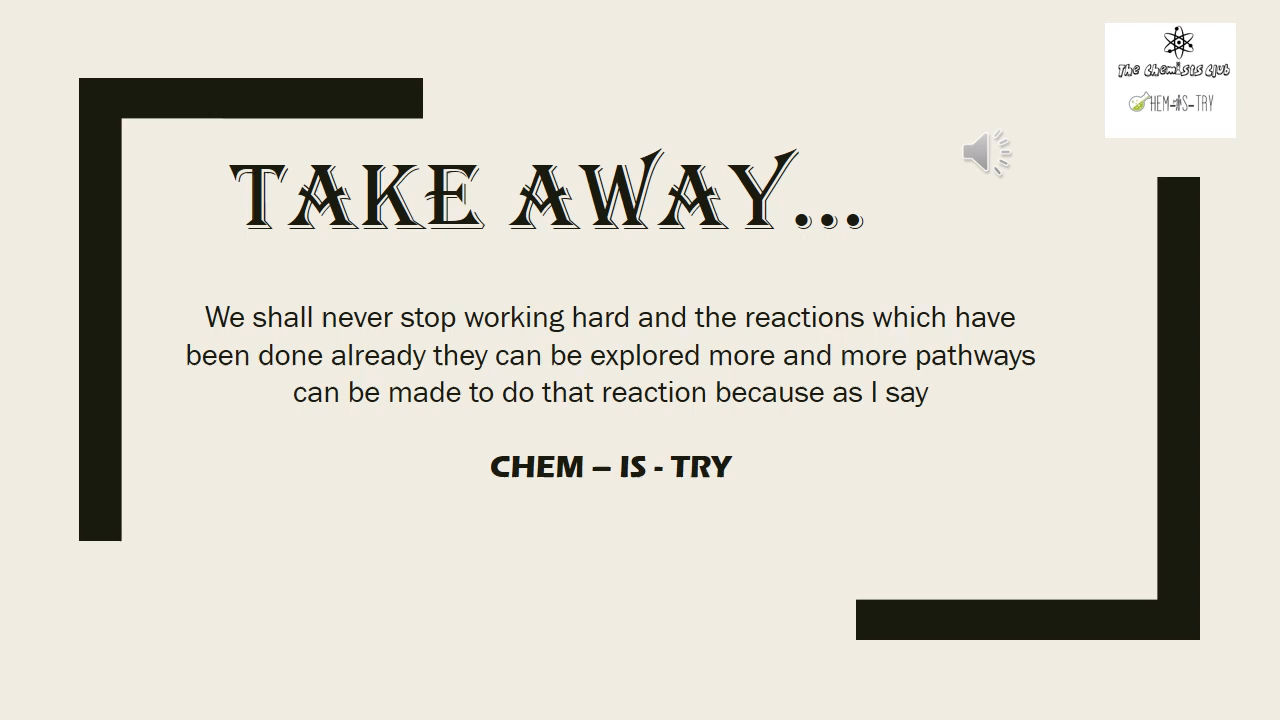 The Chemists Club
HEM-IS-TRY
TAKE AWAY...
We shall never stop working hard and the reactions which have
been done already they can be explored more and more pathways
can be made to do that reaction because as I say
CHEM – IS - TRY